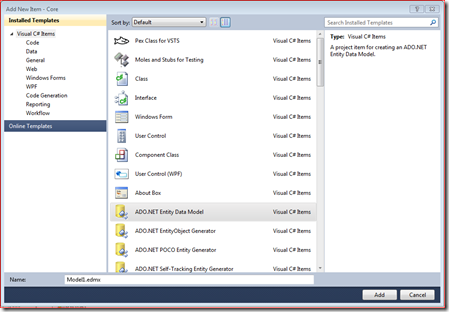 Add New Item - Core
Installed Templates
Visual C# Items
Code
Data
General
Web
Windows Forms
WPF
Code Generation
Reporting
Workflow
Online Templates
Sort by: Default
Pex Class for VSTS Visual C# Items
Moles and Stubs for Testing Visual C# Items
Class Visual C# Items
Interface Visual C# Items
Windows Form Visual C# Items
User Control Visual C# Items
Component Class Visual C# Items
User Control (WPF) Visual C# Items
About Box Visual C# Items
ADO.NET Entity Data Model Visual C# Items
ADO.NET EntityObject Generator Visual C# Items
ADO.NET POCO Entity Generator Visual C# Items
ADO.NET Self-Tracking Entity Generator Visual C# Items
Search Installed Templates
Type: Visual C# Items
A project item for creating an ADO.NET
Entity Data Model.
Name: Model1.edmx
Add Cancel